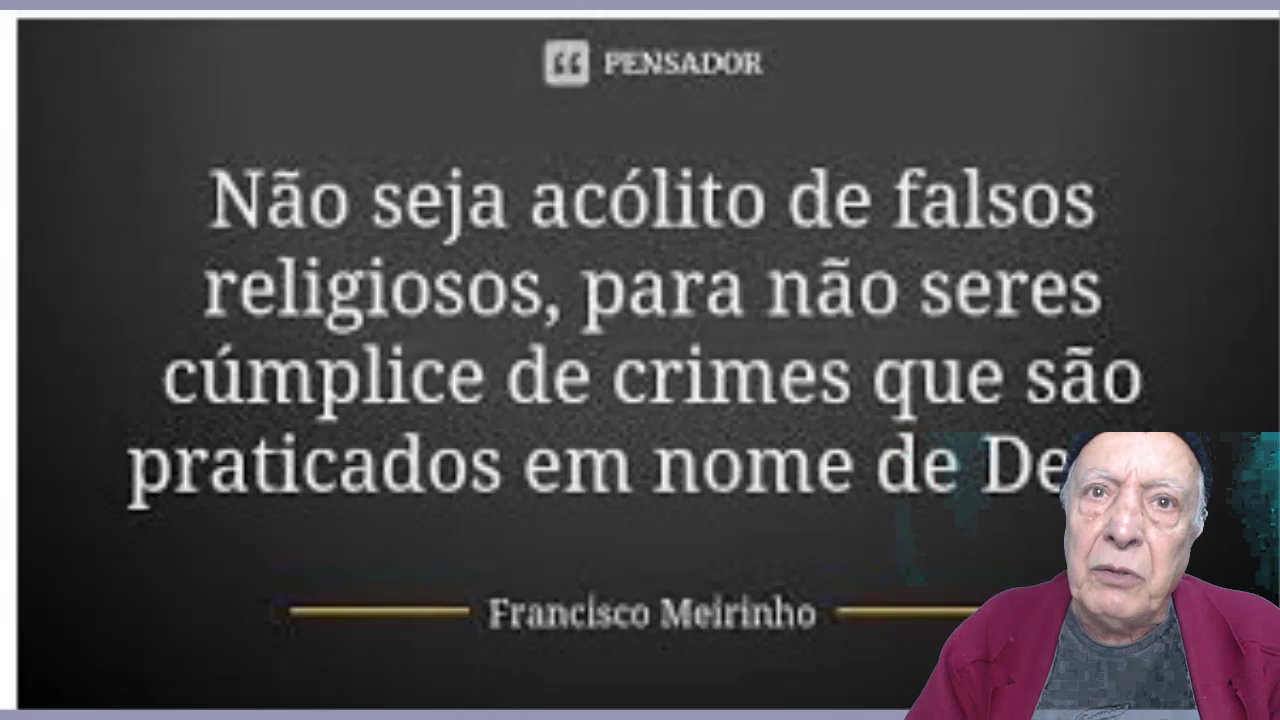 PENSADOR
Não seja acólito de falsos
religiosos, para não seres
cúmplice de crimes que são
praticados em nome de
Francisco Meirinho